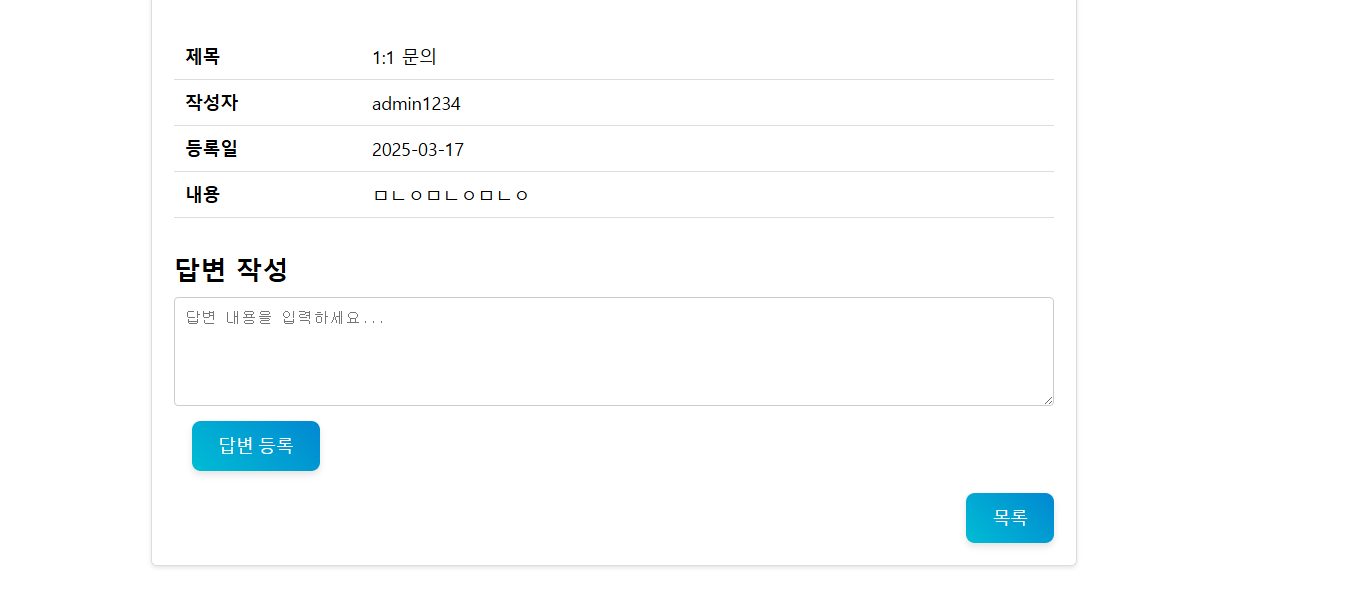 제목 1:1 문의
작성자 admin1234
등록일 2025-03-17
내용 ㅁㄴㅇㅁㄴㅇㅁㄴㅇ
답변 작성
답변 내용을 입력하세요...
답변 등록
목록